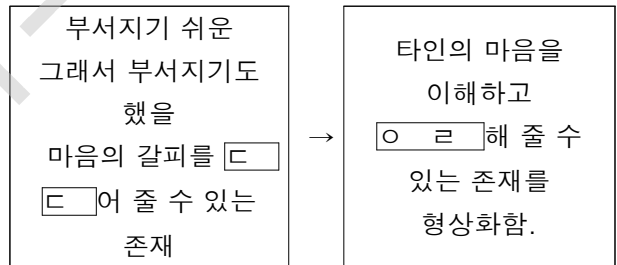 부서지기 쉬운
그래서 부서지기도
했을
마음의 갈피를 ㄷ
ㄷ 어 줄 수 있는
존재
→
타인의 마음을
이해하고
ㅇ ㄹ 해 줄 수
있는 존재를
형상화함.